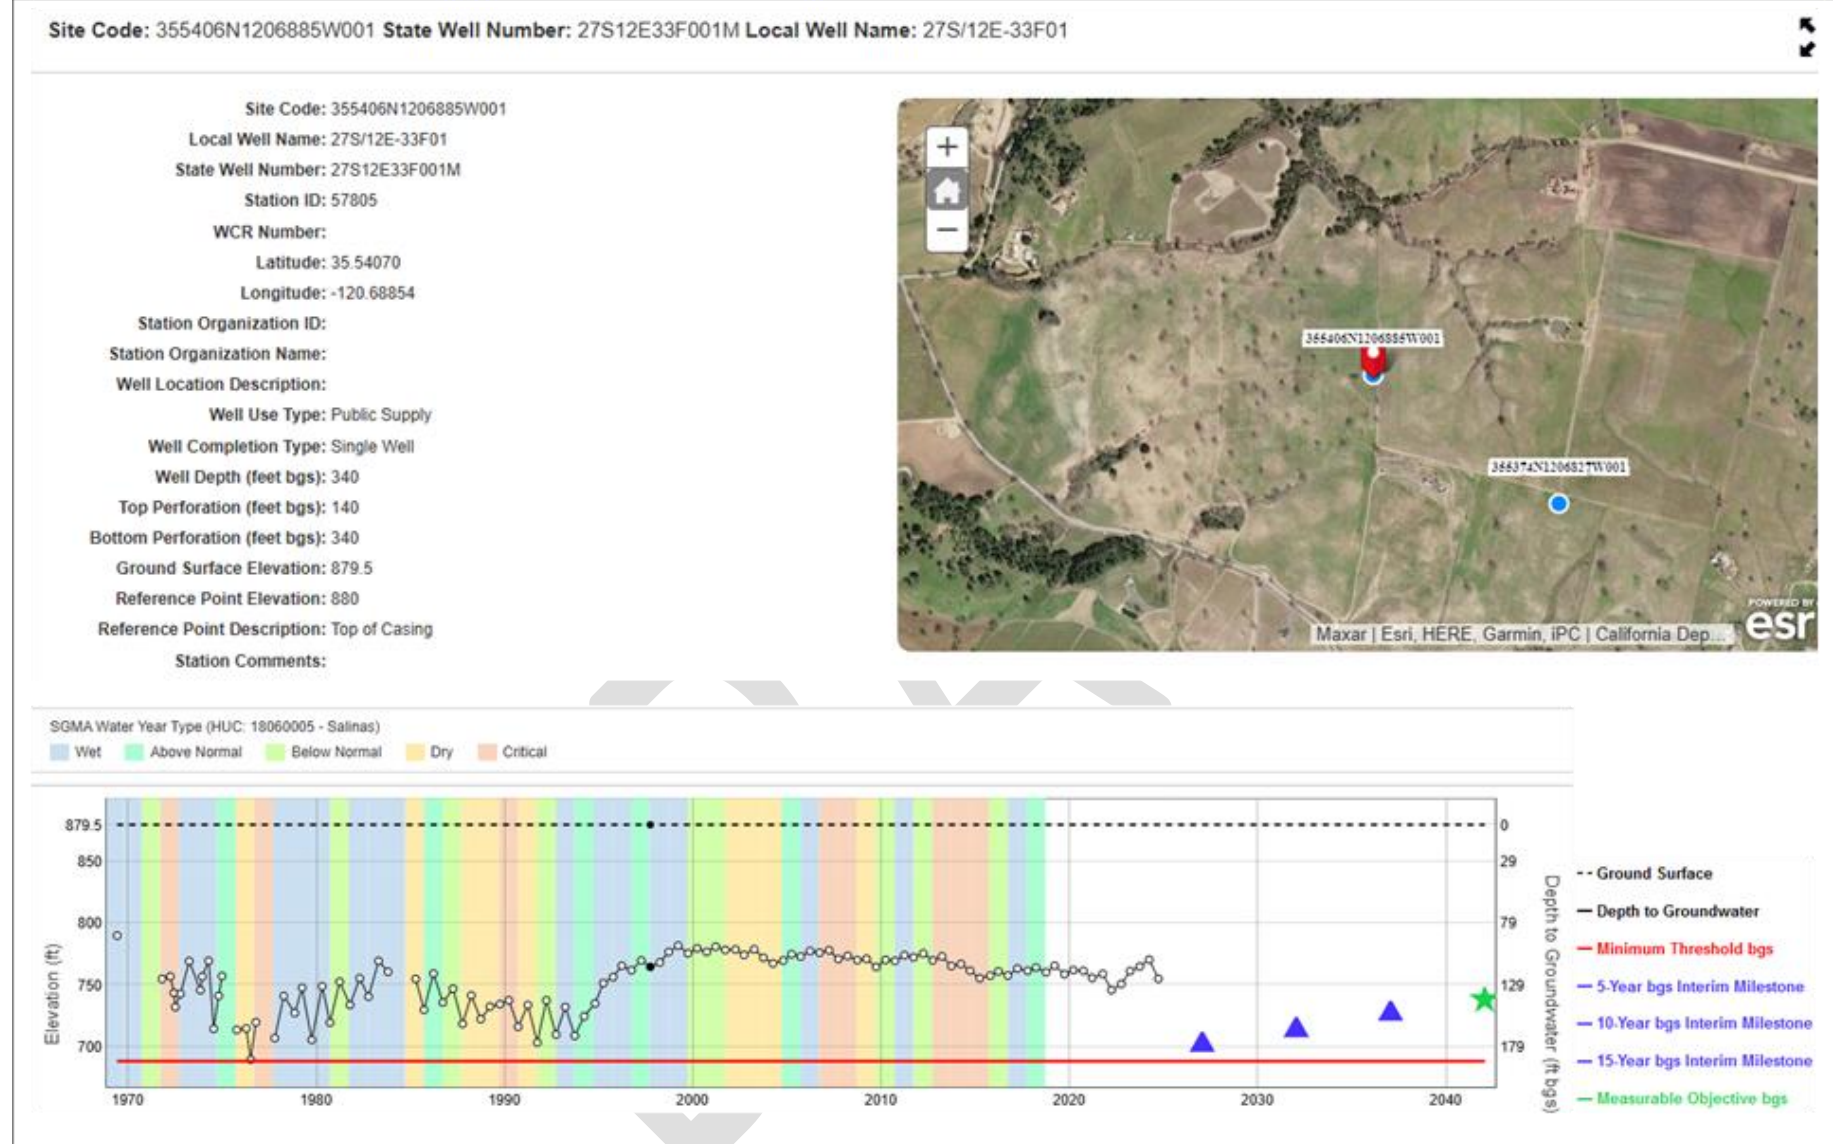 Site Code: 355406N1206885W001 State Well Number: 27S12E33F001M Local Well Name: 27S/12E-33F01
Site Code: 355406N1206885W001
Local Well Name: 27S/12E-33F01
State Well Number: 27S12E33F001M
Station ID: 57805
WCR Number:
Latitude: 35.54070
Longitude: -120.68854
Station Organization ID:
Station Organization Name:
Well Location Description:
Well Use Type: Public Supply
Well Completion Type: Single Well
Well Depth (feet bgs): 340
Top Perforation (feet bgs): 140
Bottom Perforation (feet bgs): 340
Ground Surface Elevation: 879.5
Reference Point Elevation: 880
Reference Point Description: Top of Casing
Station Comments:
+
−
355406N1206885W001
355374N1206827W001
POWERED BY
esri
Maxar | Esri, HERE, Garmin, iPC | California Dep...
SGMA Water Year Type (HUC: 18060005 - Salinas)
Wet Above Normal Below Normal Dry Critical
Elevation (ft)
879.5
850
800
750
700
0
29
79
129
179
Depth to Groundwater (ft bgs)
1970 1980 1990 2000 2010 2020 2030 2040
Ground Surface
Depth to Groundwater
Minimum Threshold bgs
5-Year bgs Interim Milestone
10-Year bgs Interim Milestone
15-Year bgs Interim Milestone
Measurable Objective bgs